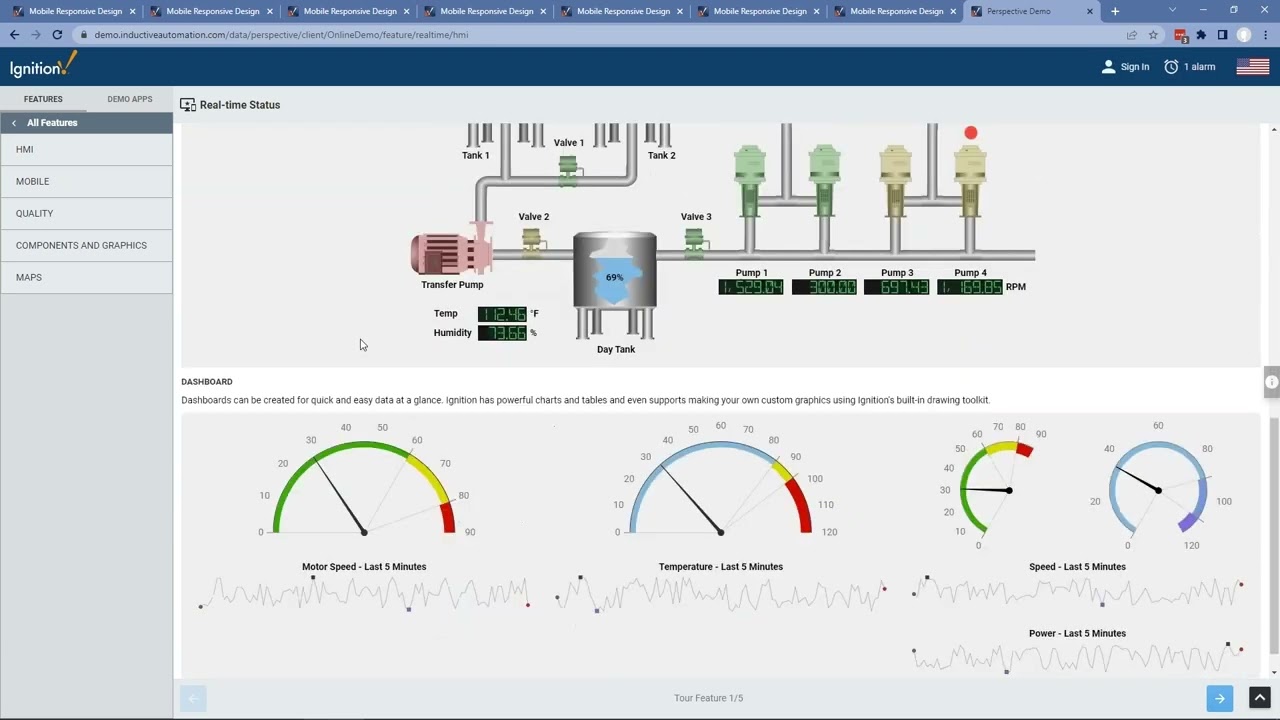 Mobile Responsive Design
Mobile Responsive Design
Mobile Responsive Design
Mobile Responsive Design
Mobile Responsive Design
Mobile Responsive Design
Mobile Responsive Design
Perspective Demo
demo.inductiveautomation.com/data/perspective/client/OnlineDemo/feature/realtime/hmi
3
Ignition!
Sign In
1 alarm
FEATURES
DEMO APPS
All Features
HMI
MOBILE
QUALITY
COMPONENTS AND GRAPHICS
MAPS
Real-time Status
Tank 1
Valve 1
Tank 2
Valve 2
Valve 3
69%
Transfer Pump
Pump 1
Pump 2
Pump 3
Pump 4
1,529.04
300.00
697.43
1,169.85 RPM
Temp 112.46 °F
Humidity 73.66 %
Day Tank
DASHBOARD
Dashboards can be created for quick and easy data at a glance. Ignition has powerful charts and tables and even supports making your own custom graphics using Ignition's built-in drawing toolkit.
0 10 20 30 40 50 60 70 80 90
0 10 20 30 40 50 60 70 80 90 100 110 120
0 10 20 30 40 50 60 70 80 90
0 20 40 60 80 100 120
Motor Speed - Last 5 Minutes
Temperature - Last 5 Minutes
Speed - Last 5 Minutes
Power - Last 5 Minutes
Tour Feature 1/5